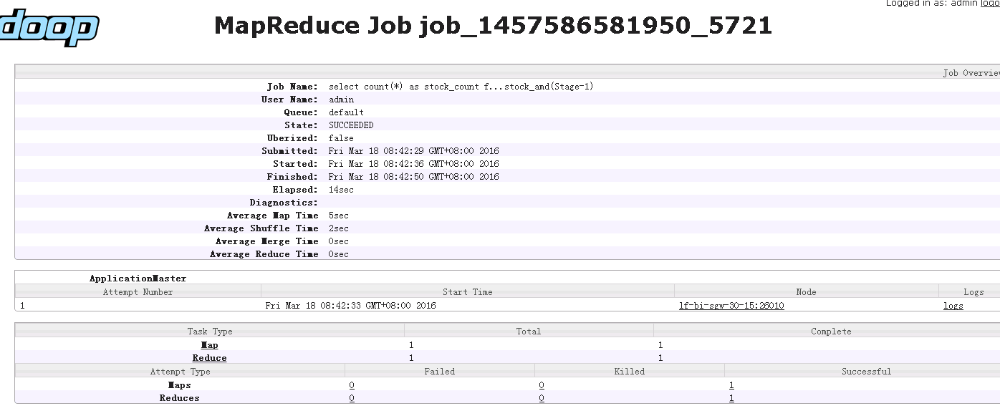 Logged in as: admin logo
doop
MapReduce Job job_1457586581950_5721
Job Overview
Job Name: select count(*) as stock_count f...stock_amd(Stage-1)
User Name: admin
Queue: default
State: SUCCEEDED
Uberized: false
Submitted: Fri Mar 18 08:42:29 GMT+08:00 2016
Started: Fri Mar 18 08:42:36 GMT+08:00 2016
Finished: Fri Mar 18 08:42:50 GMT+08:00 2016
Elapsed: 14sec
Diagnostics:
Average Map Time 5sec
Average Shuffle Time 2sec
Average Merge Time 0sec
Average Reduce Time 0sec
ApplicationMaster
Attempt Number Start Time Node Logs
1 Fri Mar 18 08:42:33 GMT+08:00 2016 lf-bi-sgw-30-15:26010 logs
Task Type Total Complete
Map 1 1
Reduce 1 1
Attempt Type Failed Killed Successful
Maps 0 0 1
Reduces 0 0 1